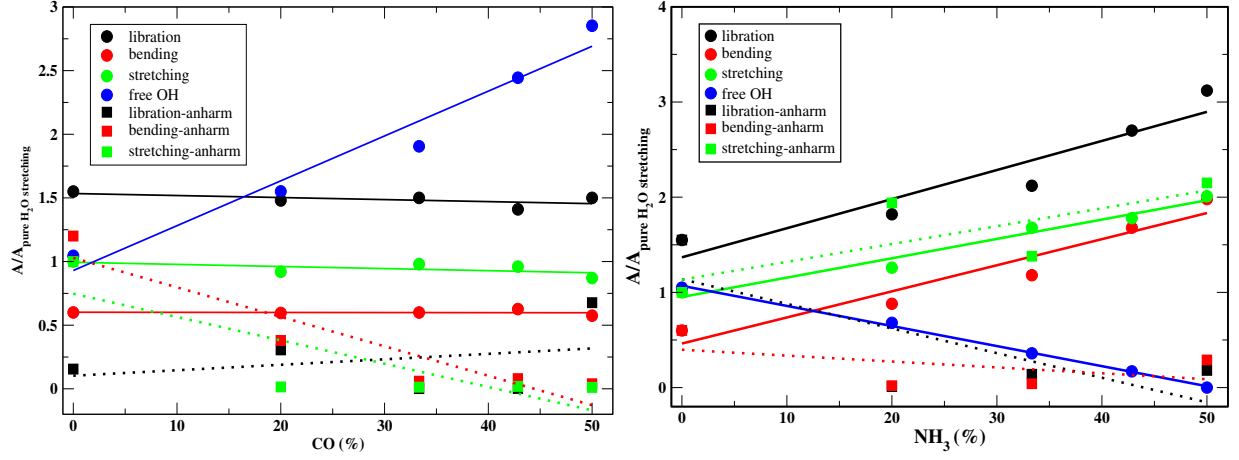 3
2.5
2
1.5
1
0.5
0
A/A_pure H₂O stretching
libration
bending
stretching
free OH
libration-anharm
bending-anharm
stretching-anharm
0 10 20 30 40 50
CO (%)
4
3
2
1
0
A/A_pure H₂O stretching
libration
bending
stretching
free OH
libration-anharm
bending-anharm
stretching-anharm
0 10 20 30 40 50
NH₃ (%)